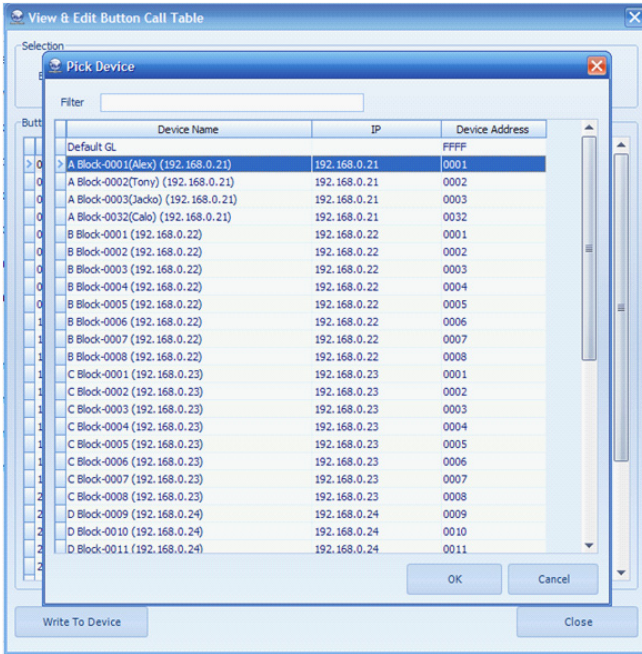 View & Edit Button Call Table
Selection
Pick Device
Filter
Device Name IP Device Address
Default GL FFFF
A Block-0001(Alex) (192.168.0.21) 192.168.0.21 0001
A Block-0002(Tony) (192.168.0.21) 192.168.0.21 0002
A Block-0003(Jacko) (192.168.0.21) 192.168.0.21 0003
A Block-0032(Calo) (192.168.0.21) 192.168.0.21 0032
B Block-0001 (192.168.0.22) 192.168.0.22 0001
B Block-0002 (192.168.0.22) 192.168.0.22 0002
B Block-0003 (192.168.0.22) 192.168.0.22 0003
B Block-0004 (192.168.0.22) 192.168.0.22 0004
B Block-0005 (192.168.0.22) 192.168.0.22 0005
B Block-0006 (192.168.0.22) 192.168.0.22 0006
B Block-0007 (192.168.0.22) 192.168.0.22 0007
B Block-0008 (192.168.0.22) 192.168.0.22 0008
C Block-0001 (192.168.0.23) 192.168.0.23 0001
C Block-0002 (192.168.0.23) 192.168.0.23 0002
C Block-0003 (192.168.0.23) 192.168.0.23 0003
C Block-0004 (192.168.0.23) 192.168.0.23 0004
C Block-0005 (192.168.0.23) 192.168.0.23 0005
C Block-0006 (192.168.0.23) 192.168.0.23 0006
C Block-0007 (192.168.0.23) 192.168.0.23 0007
C Block-0008 (192.168.0.23) 192.168.0.23 0008
D Block-0009 (192.168.0.24) 192.168.0.24 0009
D Block-0010 (192.168.0.24) 192.168.0.24 0010
D Block-0011 (192.168.0.24) 192.168.0.24 0011
OK Cancel
Write To Device Close